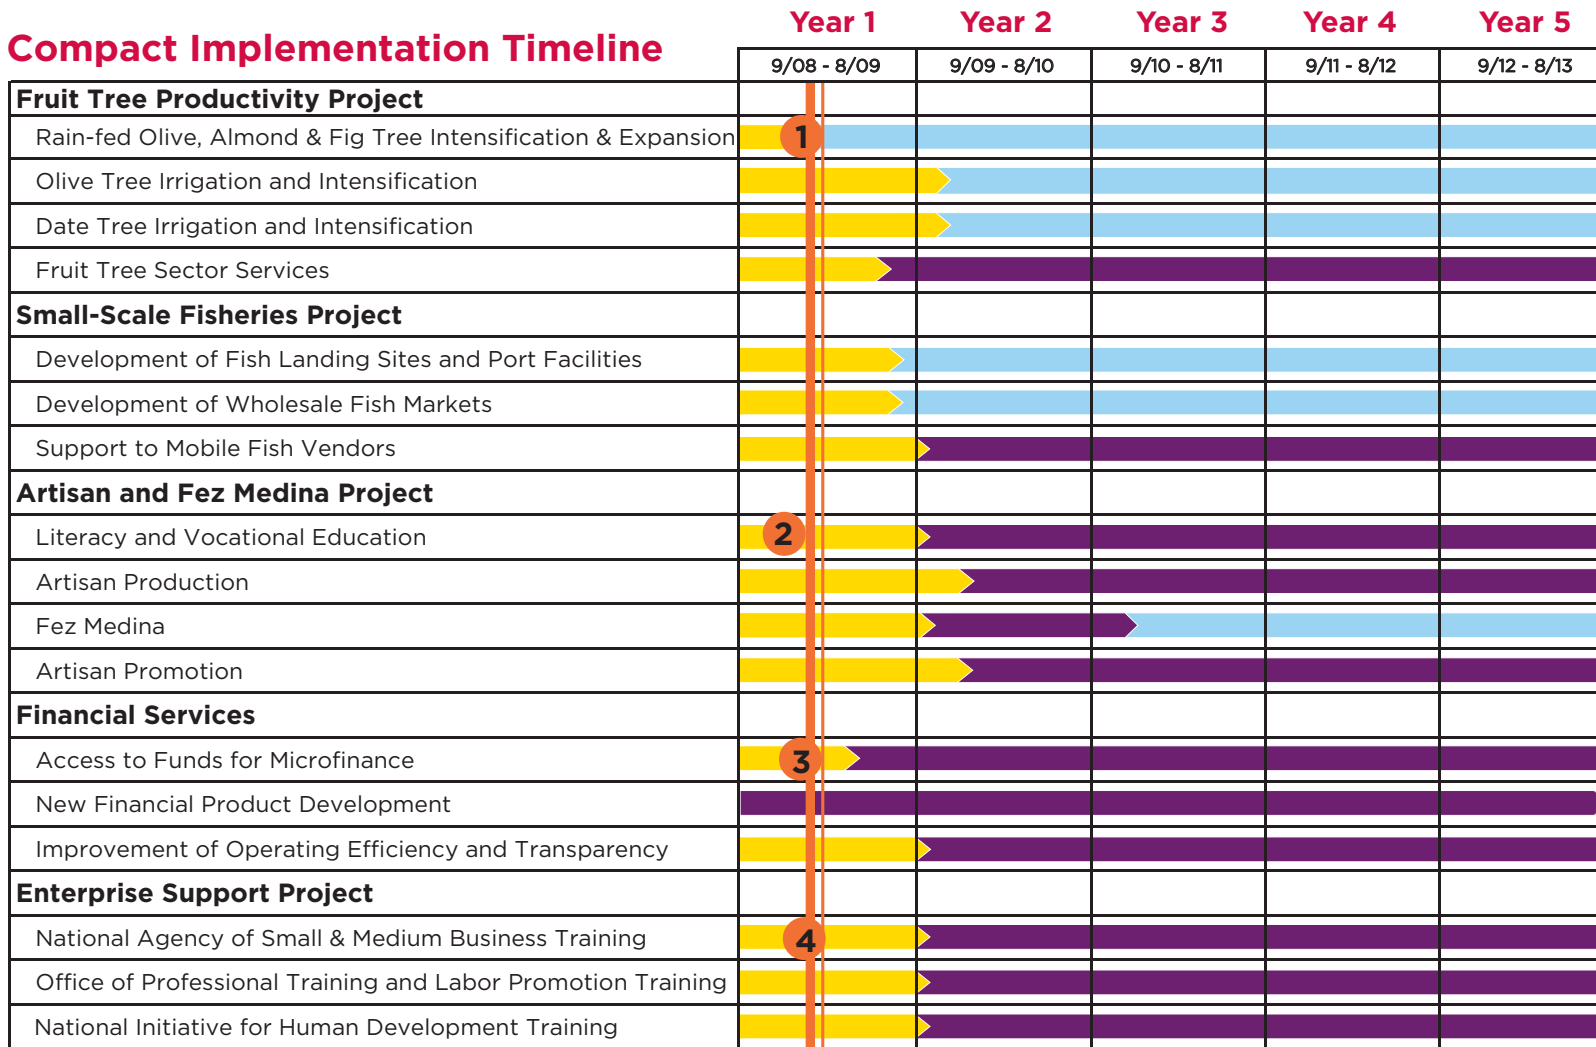 Year 1 Year 2 Year 3 Year 4 Year 5
Compact Implementation Timeline
9/08 - 8/09 9/09 - 8/10 9/10 - 8/11 9/11 - 8/12 9/12 - 8/13
Fruit Tree Productivity Project
Rain-fed Olive, Almond & Fig Tree Intensification & Expansion 1
Olive Tree Irrigation and Intensification
Date Tree Irrigation and Intensification
Fruit Tree Sector Services
Small-Scale Fisheries Project
Development of Fish Landing Sites and Port Facilities
Development of Wholesale Fish Markets
Support to Mobile Fish Vendors
Artisan and Fez Medina Project
Literacy and Vocational Education 2
Artisan Production
Fez Medina
Artisan Promotion
Financial Services
Access to Funds for Microfinance 3
New Financial Product Development
Improvement of Operating Efficiency and Transparency
Enterprise Support Project
National Agency of Small & Medium Business Training 4
Office of Professional Training and Labor Promotion Training
National Initiative for Human Development Training